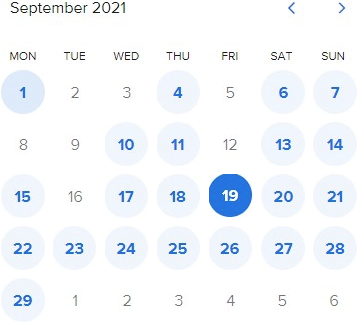 September 2021
MON TUE WED THU FRI SAT SUN
1 2 3 4 5 6 7
8 9 10 11 12 13 14
15 16 17 18 19 20 21
22 23 24 25 26 27 28
29 1 2 3 4 5 6